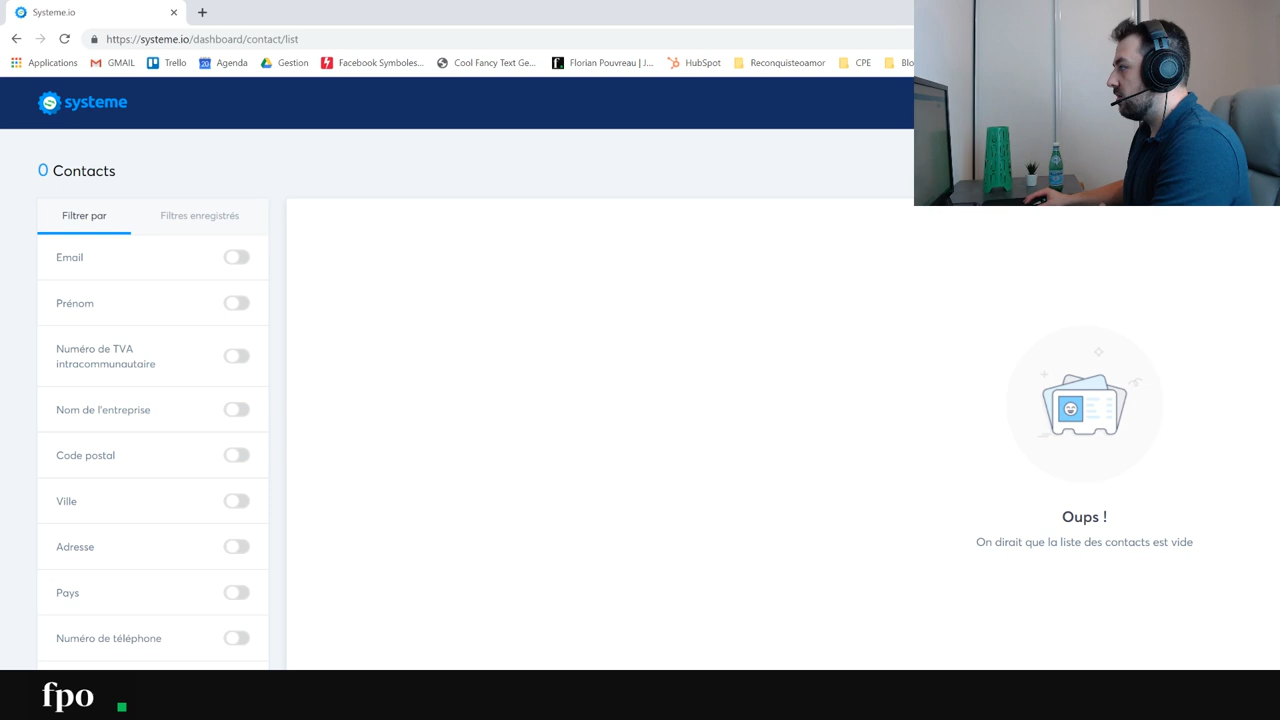 Systeme.io
https://systeme.io/dashboard/contact/list
Applications
GMAIL
Trello
Agenda
Gestion
Facebook Symboles...
Cool Fancy Text Ge...
Florian Pouvreau | J...
HubSpot
Reconquisteamor
CPE
Blo
systeme
0 Contacts
Filtrer par
Filtres enregistrés
Email
Prénom
Numéro de TVA
intracommunautaire
Nom de l'entreprise
Code postal
Ville
Adresse
Pays
Numéro de téléphone
Oups !
On dirait que la liste des contacts est vide
fpo